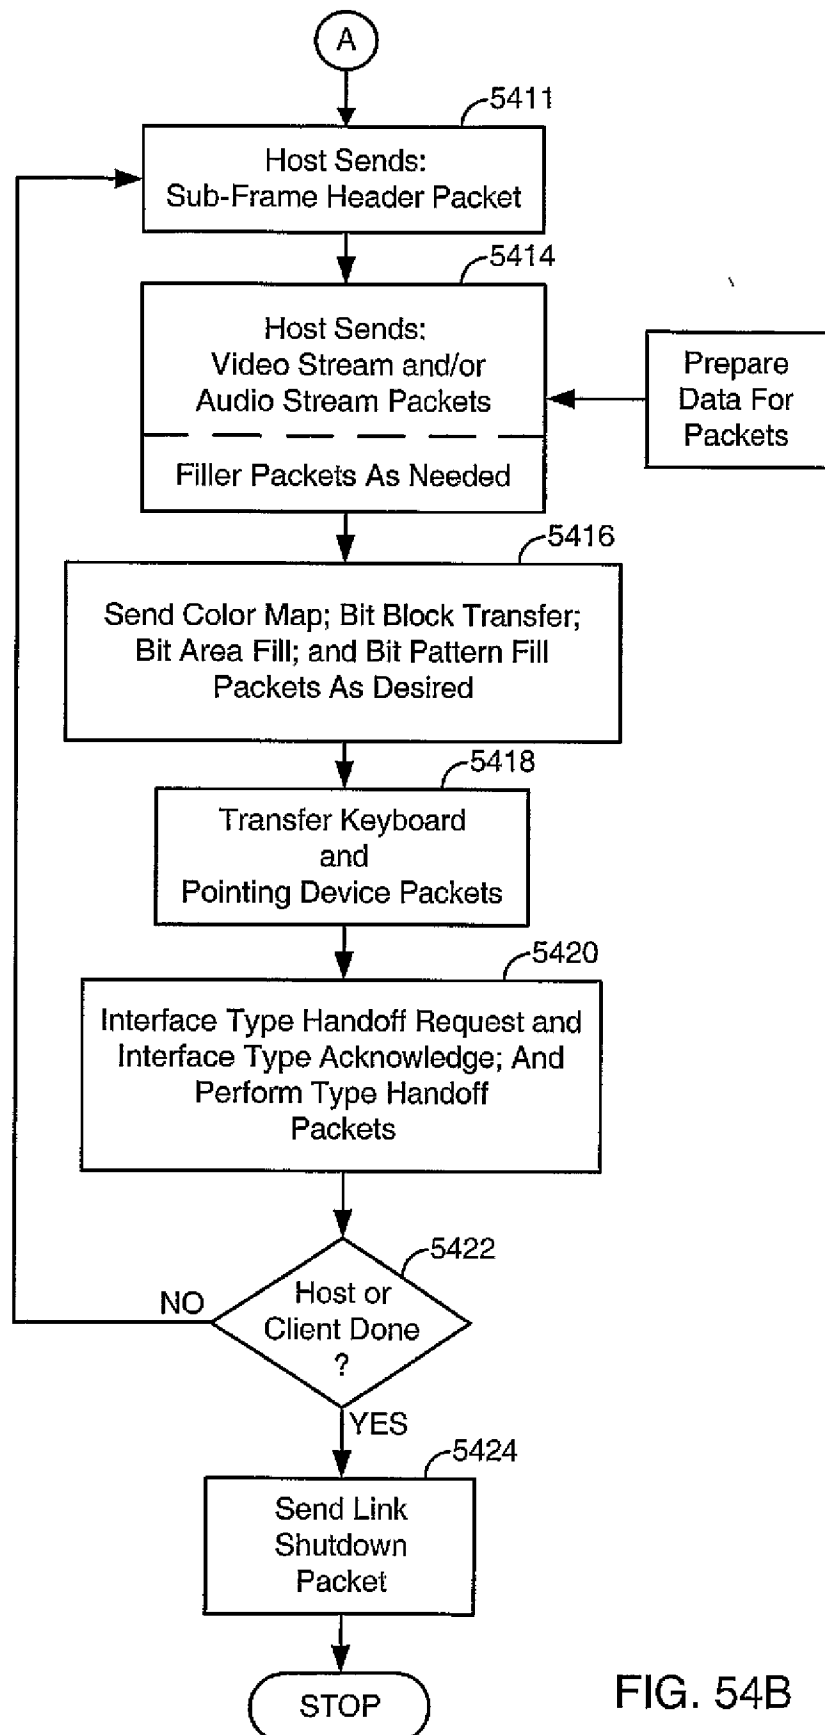 A
5411
Host Sends:
Sub-Frame Header Packet
5414
Host Sends:
Video Stream and/or
Audio Stream Packets
Filler Packets As Needed
Prepare
Data For
Packets
5416
Send Color Map; Bit Block Transfer;
Bit Area Fill; and Bit Pattern Fill
Packets As Desired
5418
Transfer Keyboard
and
Pointing Device Packets
5420
Interface Type Handoff Request and
Interface Type Acknowledge; And
Perform Type Handoff
Packets
5422
Host or
Client Done
?
NO
YES
5424
Send Link
Shutdown
Packet
STOP
FIG. 54B